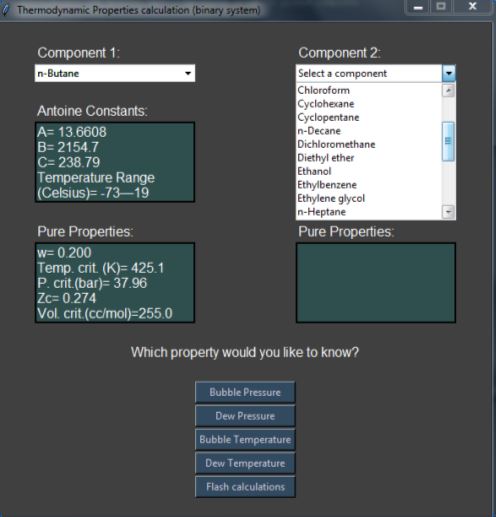 Thermodynamic Properties calculation (binary system)
Component 1:
n-Butane
Antoine Constants:
A= 13.6608
B= 2154.7
C= 238.79
Temperature Range
(Celsius)= -73—19
Pure Properties:
w= 0.200
Temp. crit. (K)= 425.1
P. crit.(bar)= 37.96
Zc= 0.274
Vol. crit.(cc/mol)=255.0
Component 2:
Select a component
Chloroform
Cyclohexane
Cyclopentane
n-Decane
Dichloromethane
Diethyl ether
Ethanol
Ethylbenzene
Ethylene glycol
n-Heptane
Pure Properties:
Which property would you like to know?
Bubble Pressure
Dew Pressure
Bubble Temperature
Dew Temperature
Flash calculations